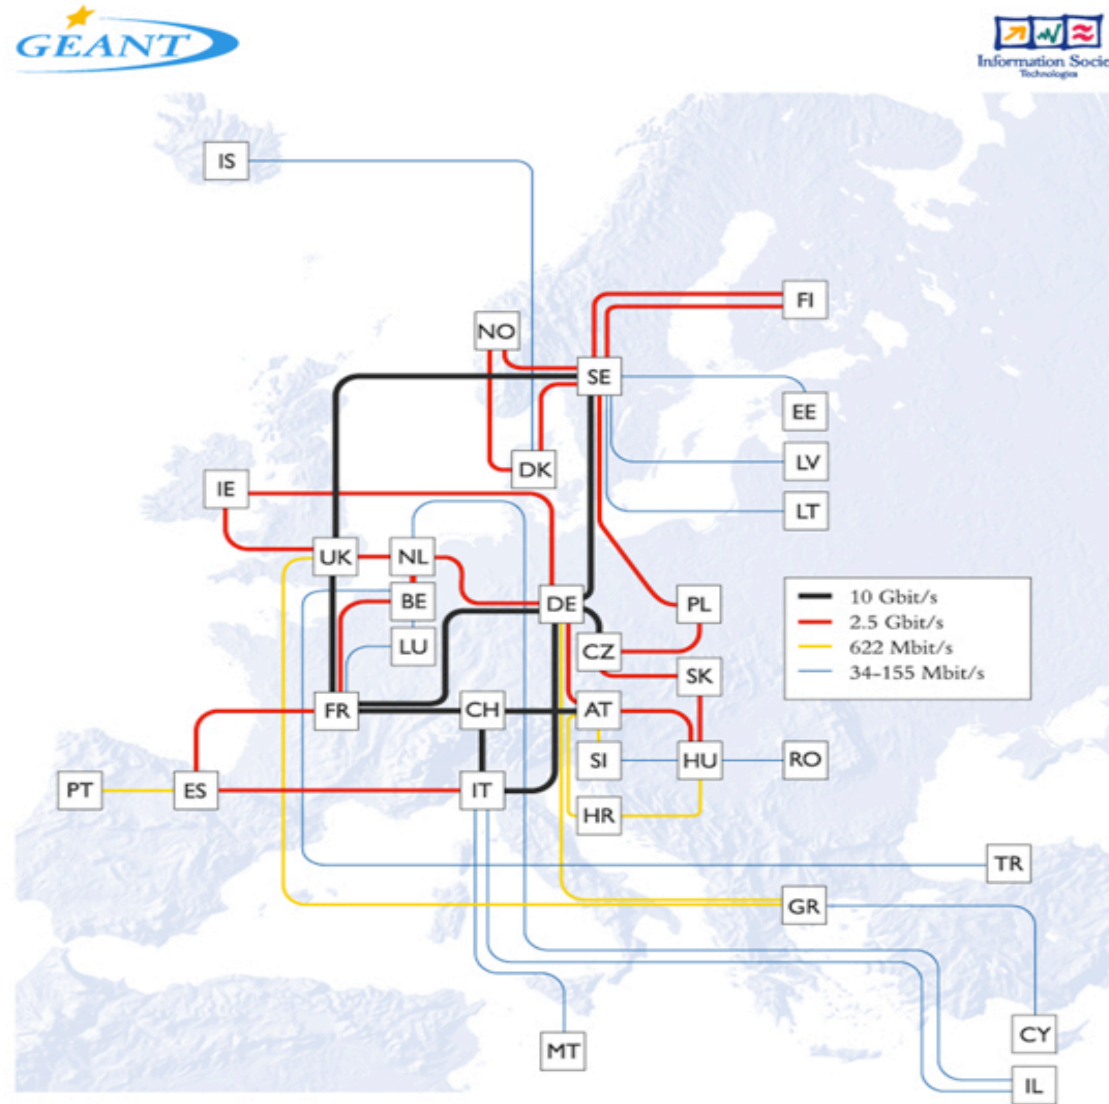 GEANT
Information Socie
Technologies
IS
FI
NO
SE
EE
LV
DK
IE
LT
UK
NL
BE
DE
PL
LU
CZ
SK
FR
CH
AT
SI
HU
RO
PT
ES
IT
HR
TR
GR
CY
MT
IL
10 Gbit/s
2.5 Gbit/s
622 Mbit/s
34-155 Mbit/s